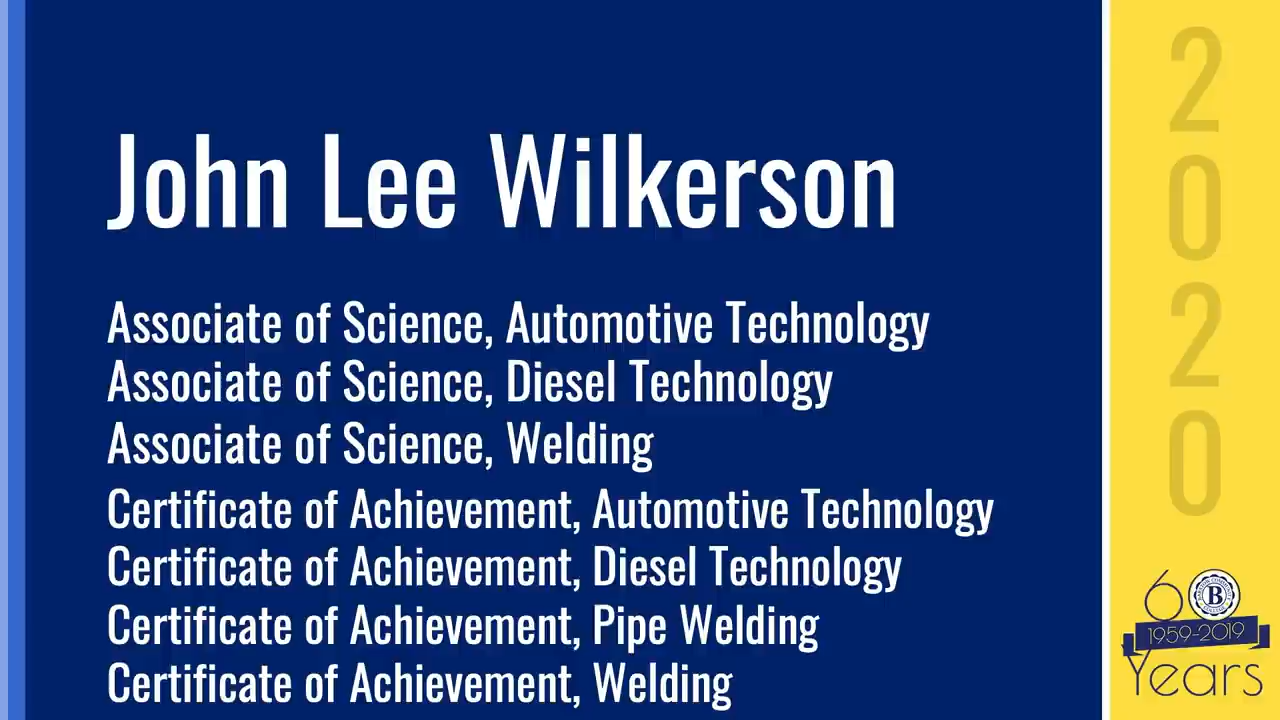 John Lee Wilkerson
Associate of Science, Automotive Technology
Associate of Science, Diesel Technology
Associate of Science, Welding
Certificate of Achievement, Automotive Technology
Certificate of Achievement, Diesel Technology
Certificate of Achievement, Pipe Welding
Certificate of Achievement, Welding
2
0
2
0
60
B
1959-2019
Years